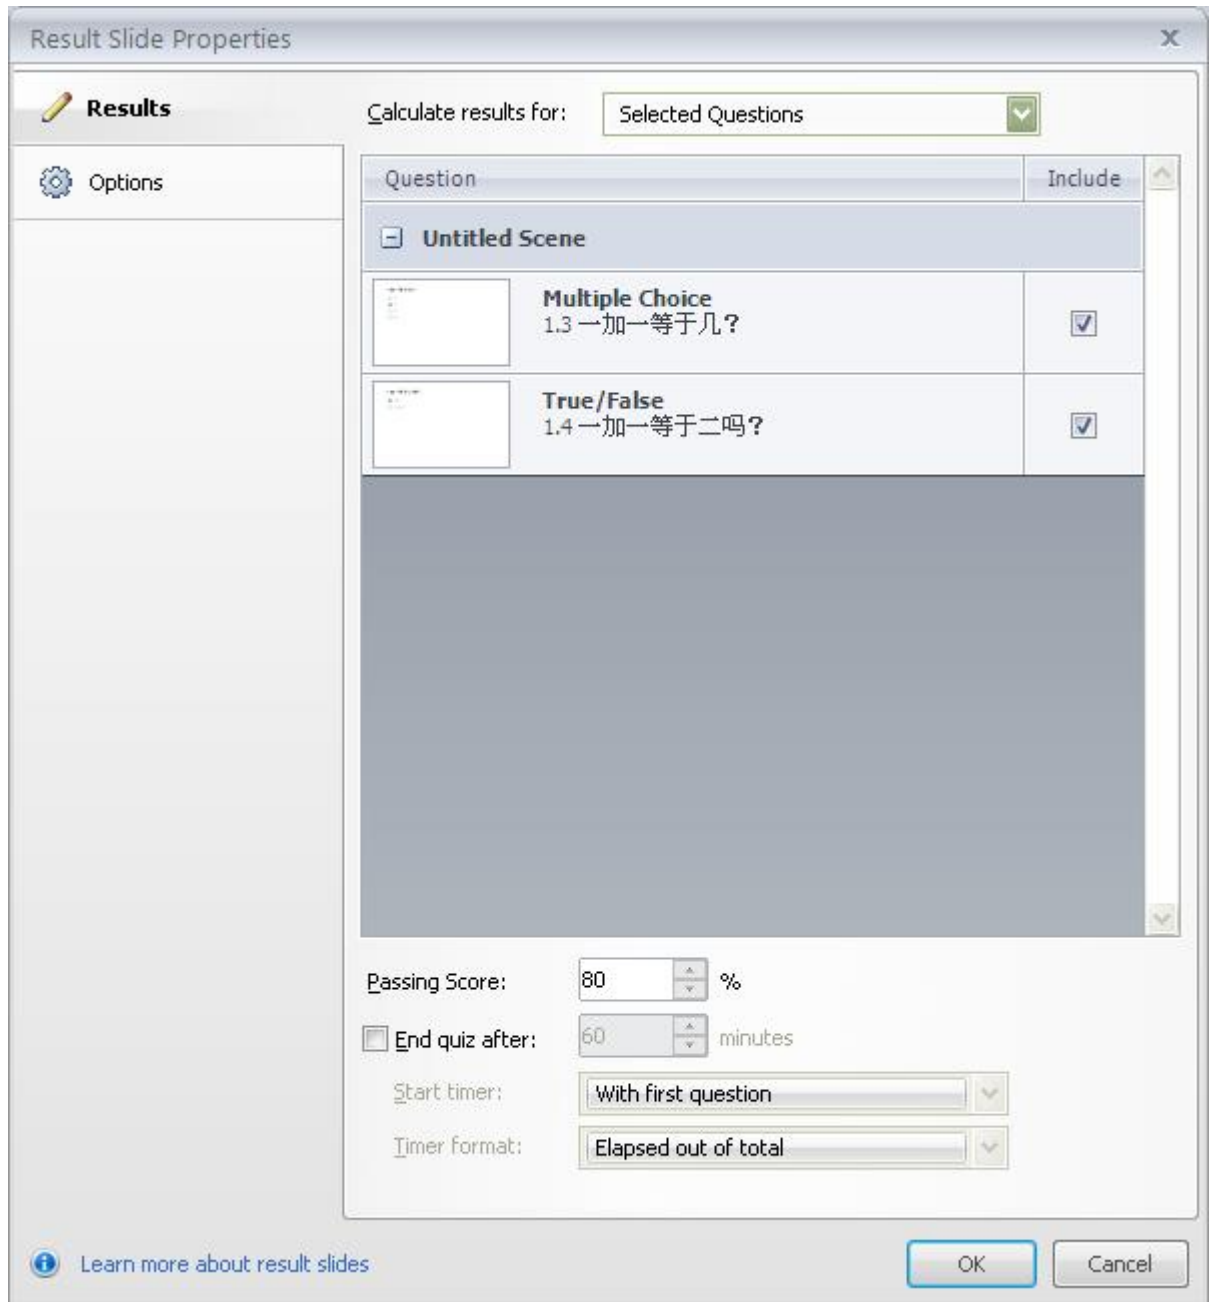 Result Slide Properties
Results
Options
Calculate results for: Selected Questions
Question Include
Untitled Scene
Multiple Choice
1.3 一加一等于几?
True/False
1.4 一加一等于二吗?
Passing Score: 80 %
End quiz after: 60 minutes
Start timer: With first question
Timer format: Elapsed out of total
Learn more about result slides
OK Cancel